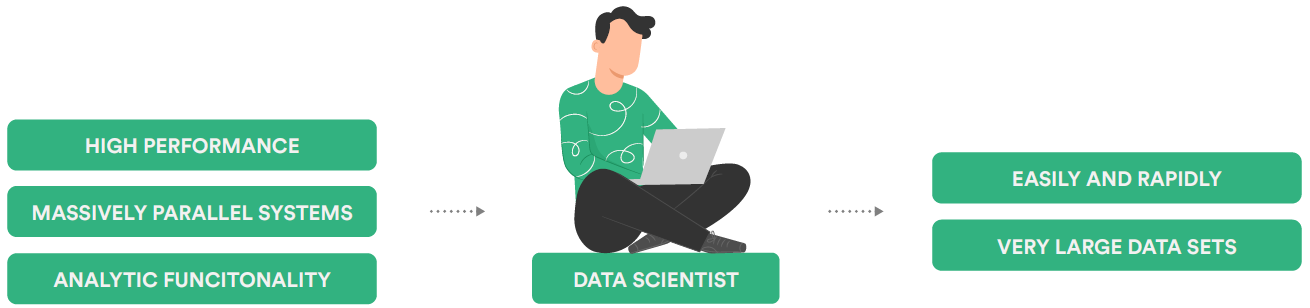 HIGH PERFORMANCE
MASSIVELY PARALLEL SYSTEMS
ANALYTIC FUNCITONALITY
DATA SCIENTIST
EASILY AND RAPIDLY
VERY LARGE DATA SETS